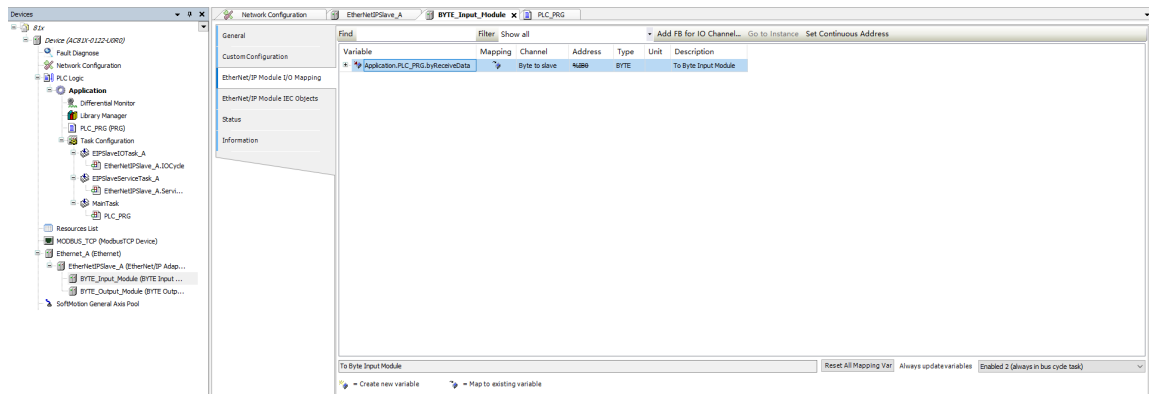 Devices
81x
Device (AC81X-0122-U0R0)
Fault Diagnose
Network Configuration
PLC Logic
Application
Differential Monitor
Library Manager
PLC_PRG (PRG)
Task Configuration
EIPSlaveIOTask_A
EtherNetIPSlave_A.IOCycle
EIPSlaveServiceTask_A
EtherNetIPSlave_A.Servi...
MainTask
PLC_PRG
Resources List
MODBUS_TCP (ModbusTCP Device)
Ethernet_A (Ethernet)
EtherNetIPSlave_A (EtherNet/IP Adap...
BYTE_Input_Module (BYTE Input ...
BYTE_Output_Module (BYTE Outp...
SoftMotion General Axis Pool
Network Configuration EtherNetIPSlave_A BYTE_Input_Module PLC_PRG
General
Custom Configuration
EtherNet/IP Module I/O Mapping
EtherNet/IP Module IEC Objects
Status
Information
Find Filter Show all Add FB for IO Channel... Go to Instance Set Continuous Address
Variable Mapping Channel Address Type Unit Description
Application.PLC_PRG.byReceiveData Byte to slave %IB0 BYTE To Byte Input Module
To Byte Input Module Reset All Mapping Var Always update variables Enabled 2 (always in bus cycle task)
= Create new variable = Map to existing variable